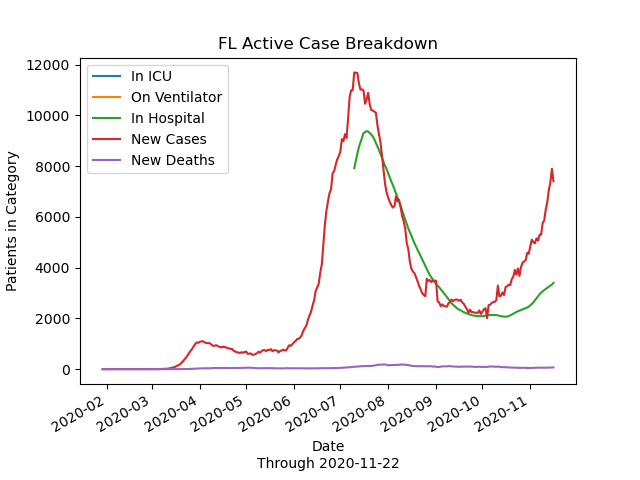 FL Active Case Breakdown
Patients in Category
12000
10000
8000
6000
4000
2000
0
In ICU
On Ventilator
In Hospital
New Cases
New Deaths
2020-02
2020-03
2020-04
2020-05
2020-06
2020-07
2020-08
2020-09
2020-10
2020-11
Date
Through 2020-11-22